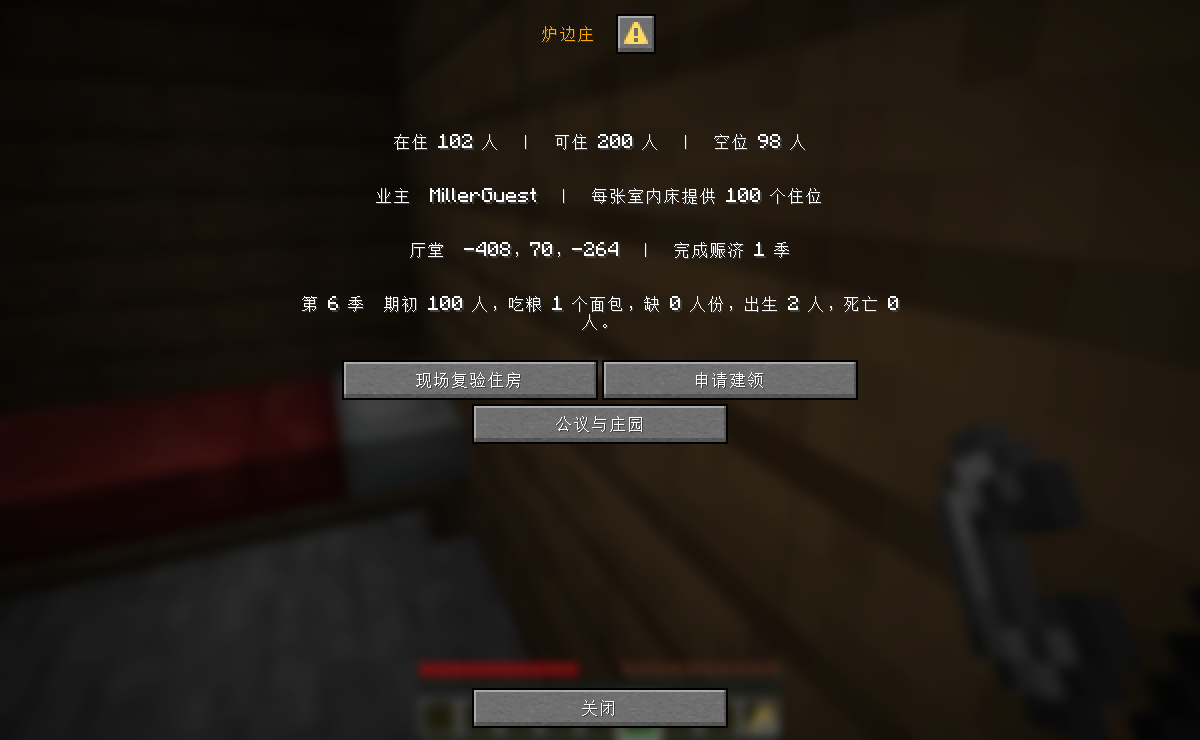 炉边庄
在住 102 人 | 可住 200 人 | 空位 98 人
业主 MillerGuest | 每张室内床提供 100 个住位
厅堂 -408, 70, -264 | 完成赈济 1 季
第 6 季 期初 100 人, 吃粮 1 个面包, 缺 0 人份, 出生 2 人, 死亡 0
人。
现场复验住房
申请建领
公议与庄园
关闭